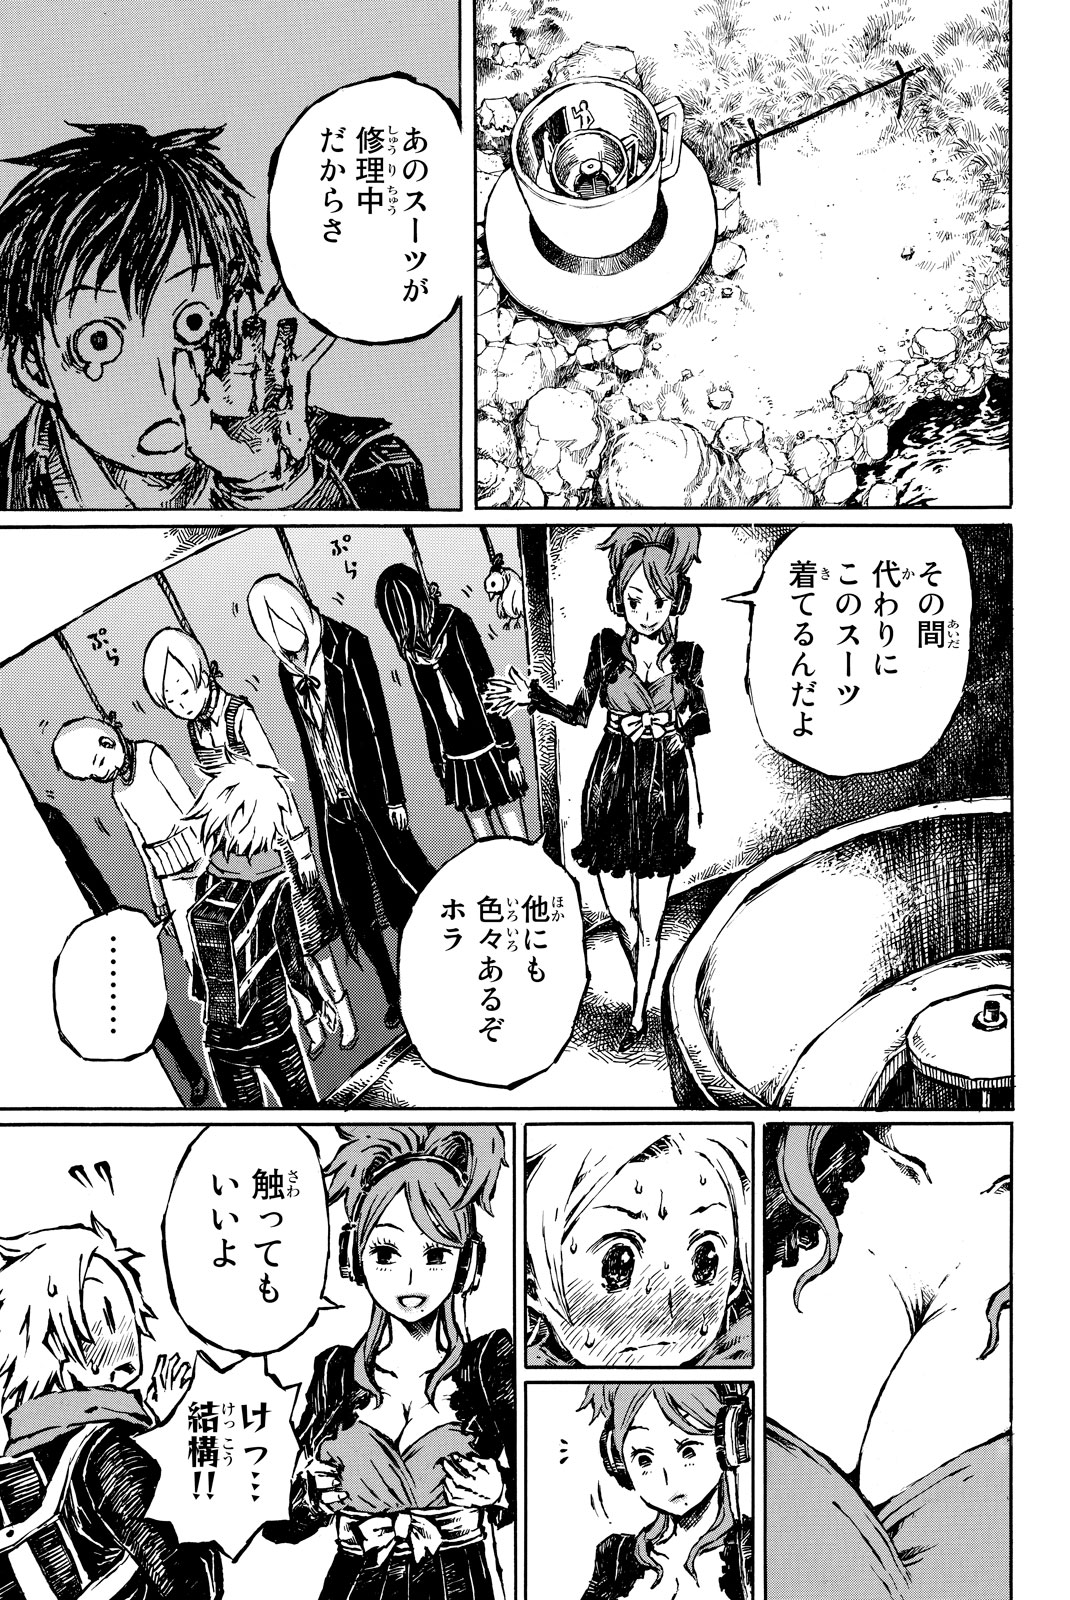 あのスーツが
修理中
だからさ
その間
代わりに
このスーツ
着てるんだよ
ぷら
ぷら
他にも
色々あるぞ
ホラ
………
触っても
いいよ
けっ……
結構!!